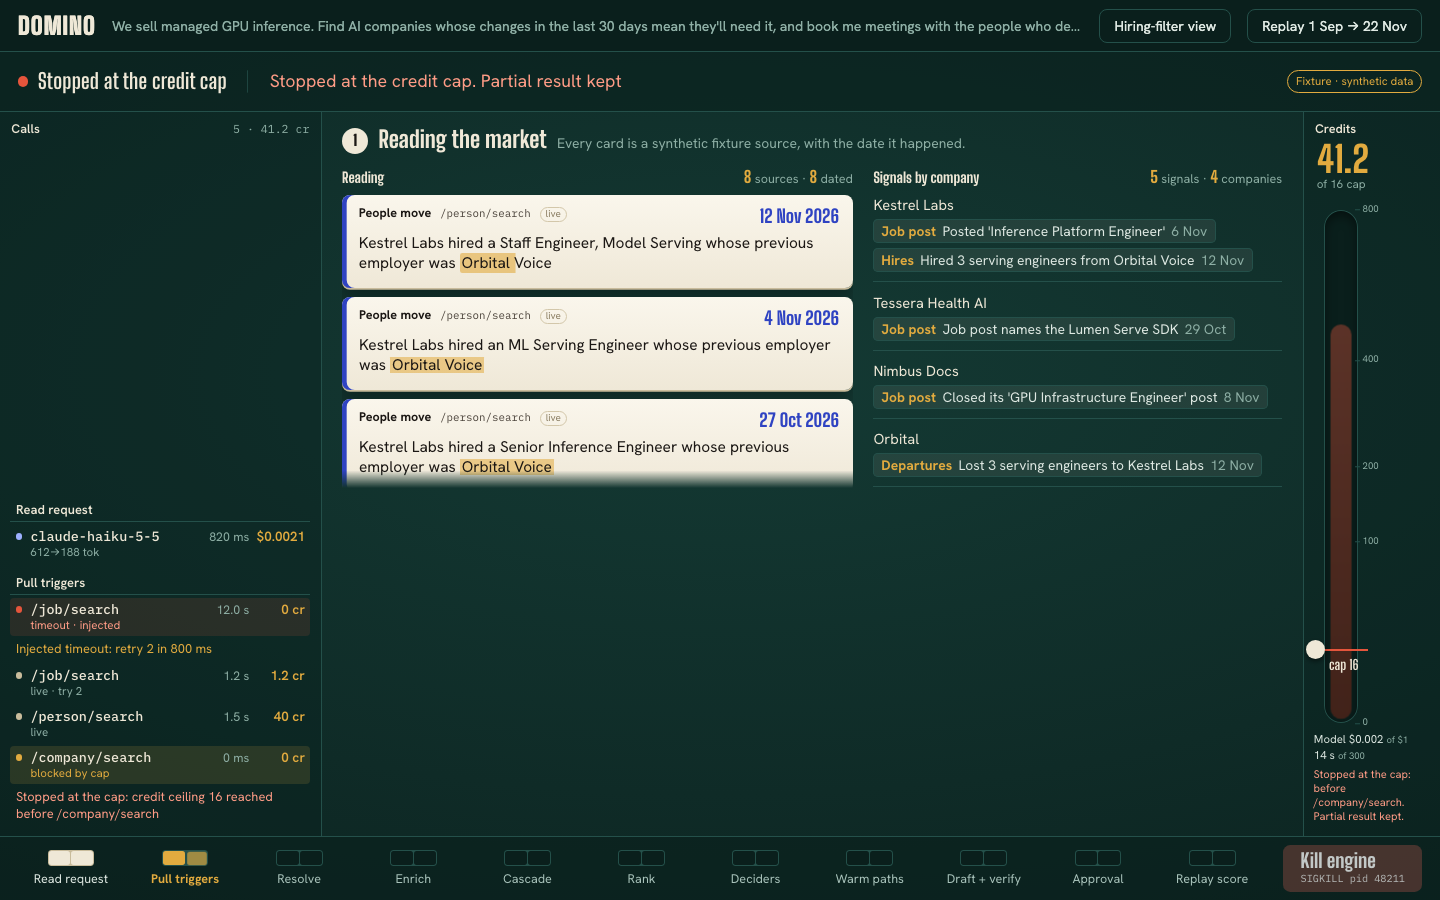 DOMINO
We sell managed GPU inference. Find AI companies whose changes in the last 30 days mean they'll need it, and book me meetings with the people who de...
Hiring-filter view
Replay 1 Sep → 22 Nov
Stopped at the credit cap
Stopped at the credit cap. Partial result kept
Fixture · synthetic data
Calls
5 · 41.2 cr
Read request
claude-haiku-5-5 820 ms $0.0021
612→188 tok
Pull triggers
/job/search 12.0 s 0 cr
timeout · injected
Injected timeout: retry 2 in 800 ms
/job/search 1.2 s 1.2 cr
live · try 2
/person/search 1.5 s 40 cr
live
/company/search 0 ms 0 cr
blocked by cap
Stopped at the cap: credit ceiling 16 reached
before /company/search
1 Reading the market Every card is a synthetic fixture source, with the date it happened.
Reading 8 sources · 8 dated
People move /person/search live 12 Nov 2026
Kestrel Labs hired a Staff Engineer, Model Serving whose previous
employer was Orbital Voice
People move /person/search live 4 Nov 2026
Kestrel Labs hired an ML Serving Engineer whose previous employer
was Orbital Voice
People move /person/search live 27 Oct 2026
Kestrel Labs hired a Senior Inference Engineer whose previous
employer was Orbital Voice
Signals by company 5 signals · 4 companies
Kestrel Labs
Job post Posted 'Inference Platform Engineer' 6 Nov
Hires Hired 3 serving engineers from Orbital Voice 12 Nov
Tessera Health AI
Job post Job post names the Lumen Serve SDK 29 Oct
Nimbus Docs
Job post Closed its 'GPU Infrastructure Engineer' post 8 Nov
Orbital
Departures Lost 3 serving engineers to Kestrel Labs 12 Nov
Credits
41.2
of 16 cap
800
400
200
100
cap 16
0
Model $0.002 of $1
14 s of 300
Stopped at the cap:
before
/company/search.
Partial result kept.
Read request
Pull triggers
Resolve
Enrich
Cascade
Rank
Deciders
Warm paths
Draft + verify
Approval
Replay score
Kill engine
SIGKILL pid 48211